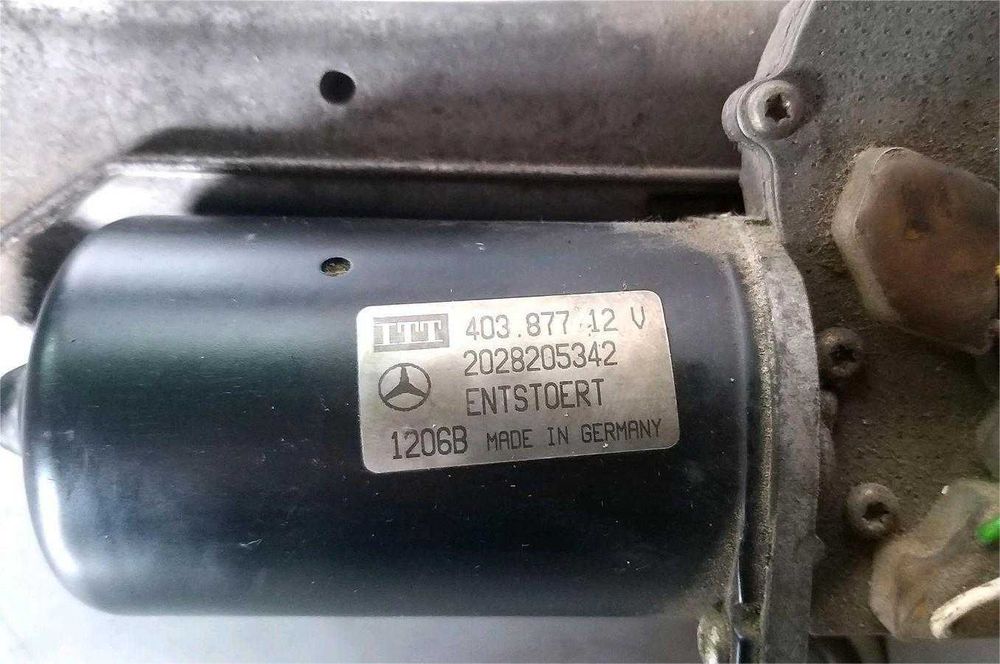 ITT 403.877 12 V
2028205342
ENTSTOERT
1206B MADE IN GERMANY